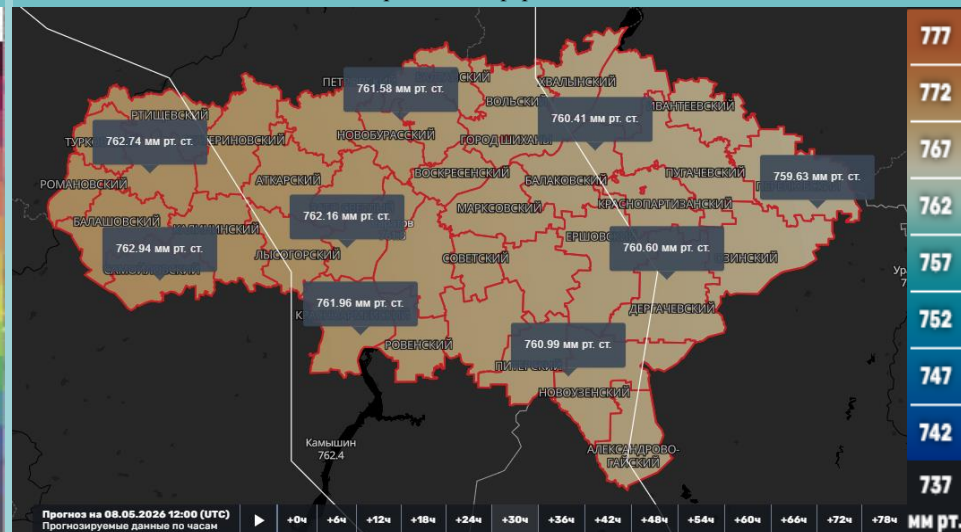 777
772
767
762
757
752
747
742
737
ММ РТ
ХВАЛЫНСКИЙ
761.58 мм рт. ст.
ВОЛЬСКИЙ
ИВАНТЕЕВСКИЙ
РТИЩЕВСКИЙ
760.41 мм рт. ст.
762.74 мм рт. ст.
НОВОБУРАССКИЙ
ГОРОД ШИХАНЫ
АТКАРСКИЙ
ВОСКРЕСЕНСКИЙ
БАЛАКОВСКИЙ
ПУГАЧЕВСКИЙ
759.63 мм рт. ст.
РОМАНОВСКИЙ
МАРКСОВСКИЙ
КРАСНОПАРТИЗАНСКИЙ
БАЛАШОВСКИЙ
762.16 мм рт. ст.
762.94 мм рт. ст.
ЛЫСОГОРСКИЙ
СОВЕТСКИЙ
760.60 мм рт. ст.
761.96 мм рт. ст.
ДЕРГАЧЕВСКИЙ
РОВЕНСКИЙ
760.99 мм рт. ст.
ПИТЕРСКИЙ
НОВОУЗЕНСКИЙ
Камышин
762.4
АЛЕКСАНДРОВО-
ГАЙСКИЙ
Прогноз на 08.05.2026 12:00 (UTC)
Прогнозируемые данные по часам
+0ч +6ч +12ч +18ч +24ч +30ч +36ч +42ч +48ч +54ч +60ч +66ч +72ч +78ч